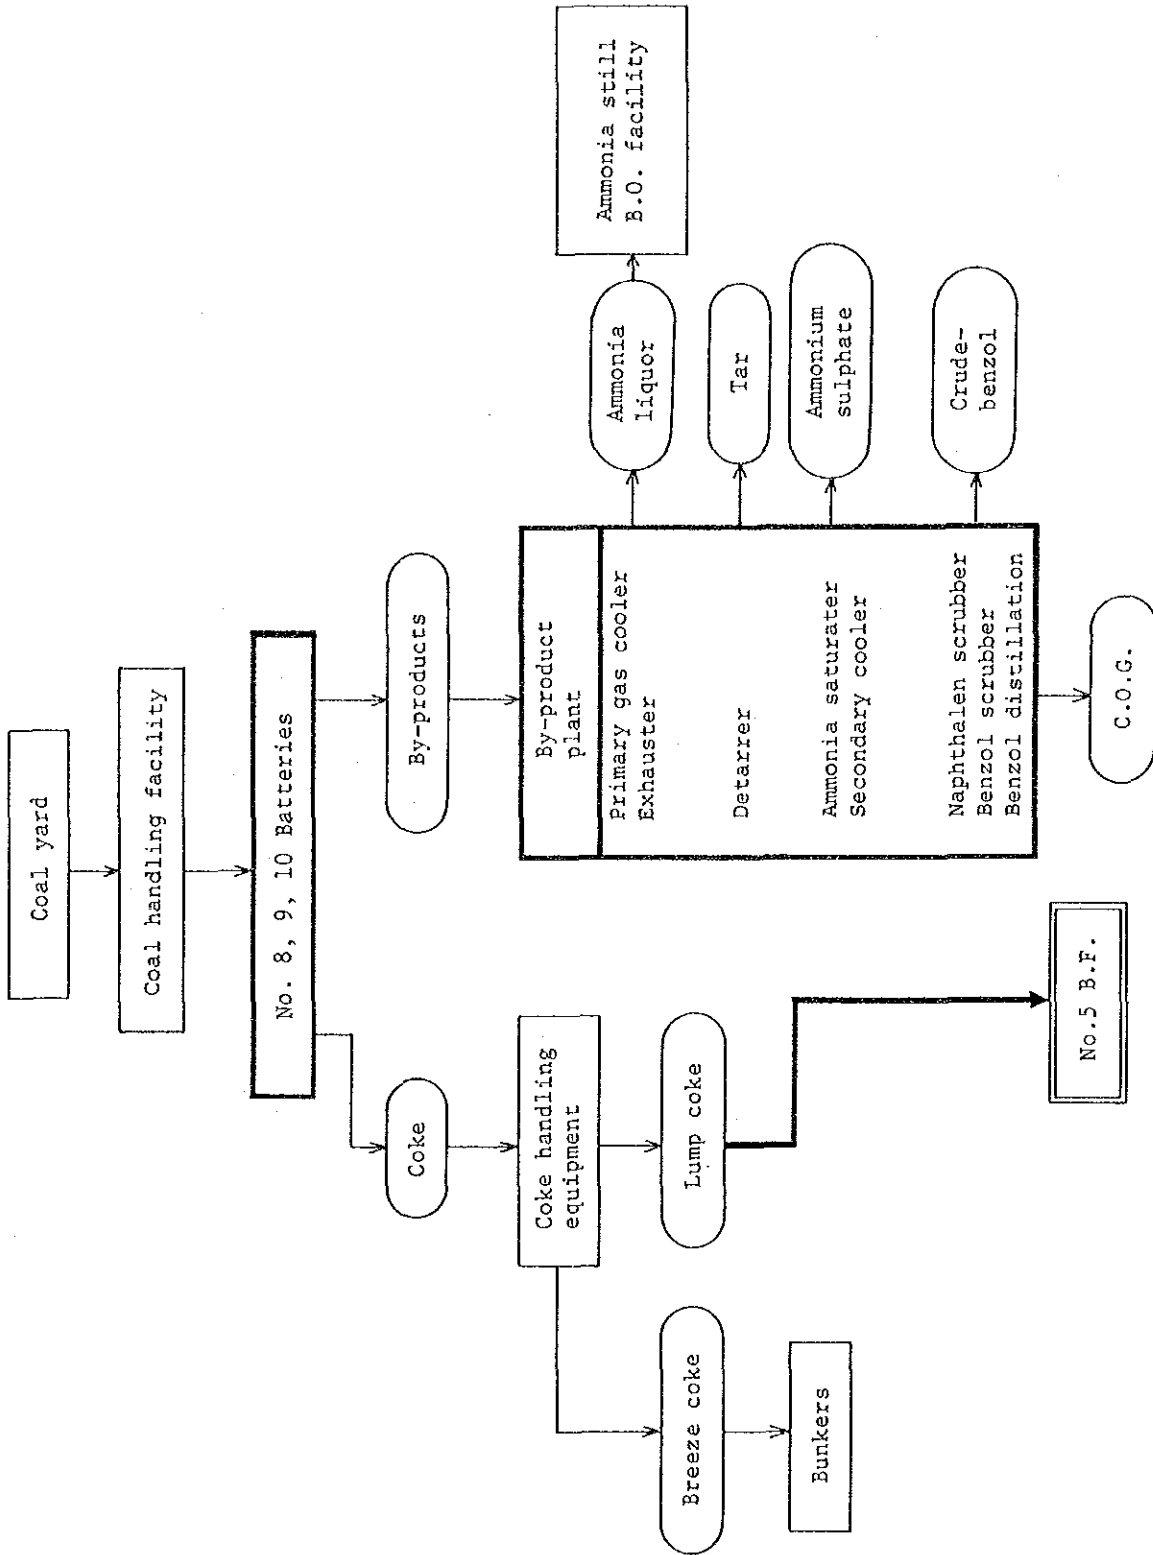 Coal yard
Coal handling facility
No. 8, 9, 10 Batteries
Coke
By-products
Coke handling
equipment
By-product
plant
Primary gas cooler
Exhauster
Detarrer
Ammonia saturater
Secondary cooler
Naphthalen scrubber
Benzol scrubber
Benzol distillation
Ammonia
liquor
Ammonia still
B.O. facility
Tar
Ammonium
sulphate
Crude-
benzol
Breeze coke
Lump coke
Bunkers
No.5 B.F.
C.O.G.